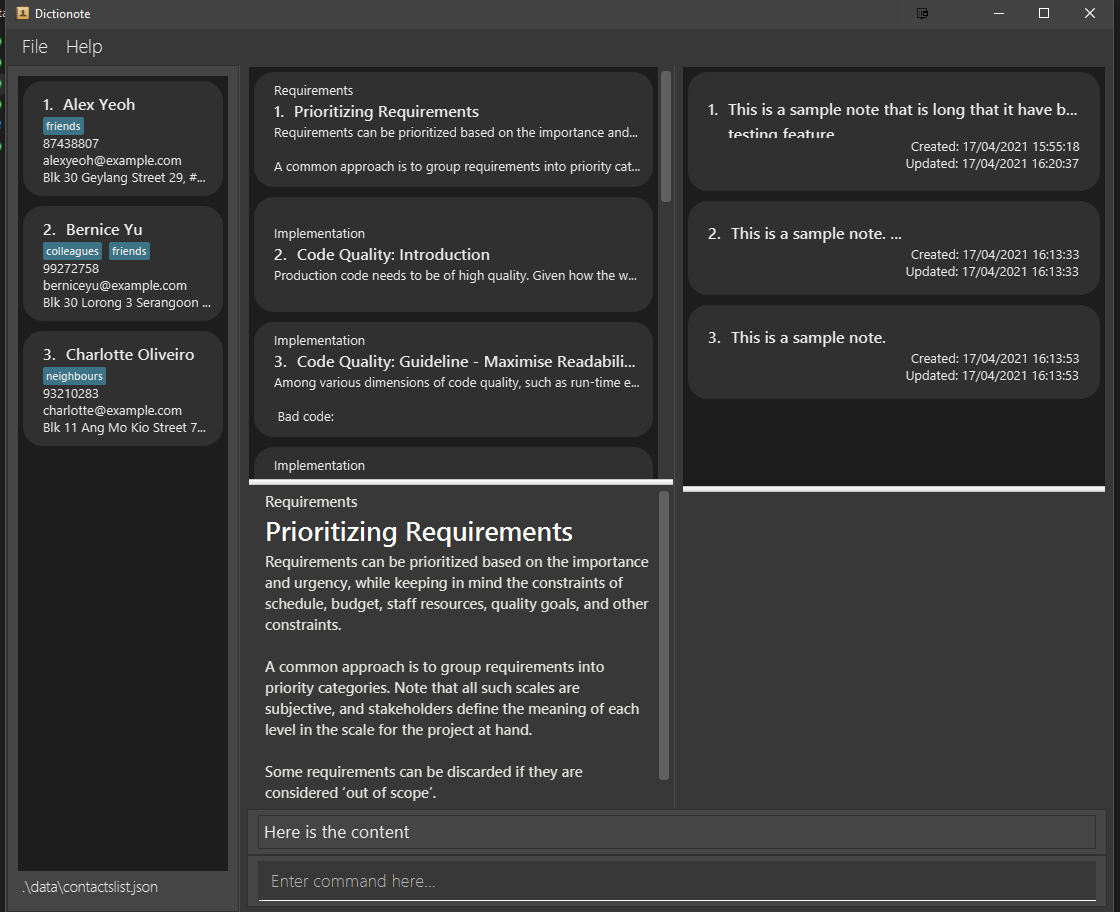 Dictionote
File Help
1. Alex Yeoh
friends
87438807
alexyeoh@example.com
Blk 30 Geylang Street 29, #...
2. Bernice Yu
colleagues friends
99272758
berniceyu@example.com
Blk 30 Lorong 3 Serangoon ...
3. Charlotte Oliveiro
neighbours
93210283
charlotte@example.com
Blk 11 Ang Mo Kio Street 7...
.\data\contactslist.json
Requirements
1. Prioritizing Requirements
Requirements can be prioritized based on the importance and...
A common approach is to group requirements into priority cat...
Implementation
2. Code Quality: Introduction
Production code needs to be of high quality. Given how the w...
Implementation
3. Code Quality: Guideline - Maximise Readabili...
Among various dimensions of code quality, such as run-time e...
Bad code:
Implementation
Requirements
Prioritizing Requirements
Requirements can be prioritized based on the importance
and urgency, while keeping in mind the constraints of
schedule, budget, staff resources, quality goals, and other
constraints.
A common approach is to group requirements into
priority categories. Note that all such scales are
subjective, and stakeholders define the meaning of each
level in the scale for the project at hand.
Some requirements can be discarded if they are
considered ‘out of scope’.
1. This is a sample note that is long that it have b...
testing feature
Created: 17/04/2021 15:55:18
Updated: 17/04/2021 16:20:37
2. This is a sample note. ...
Created: 17/04/2021 16:13:33
Updated: 17/04/2021 16:13:33
3. This is a sample note.
Created: 17/04/2021 16:13:53
Updated: 17/04/2021 16:13:53
Here is the content
Enter command here...